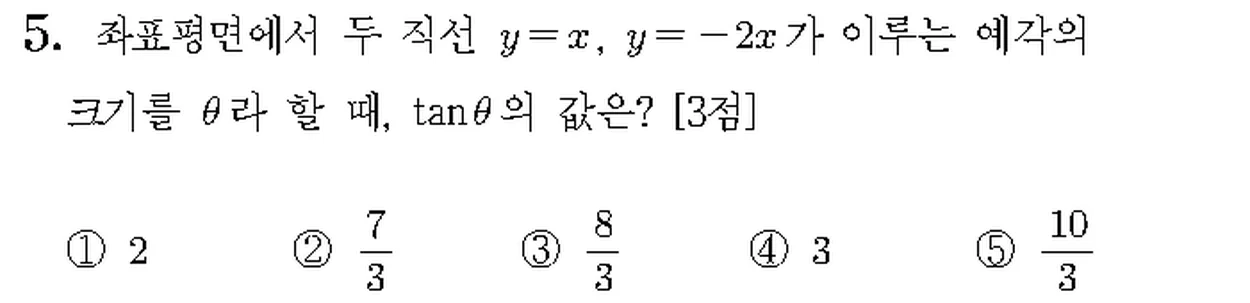 5. 좌표평면에서 두 직선 y=x, y=-2x가 이루는 예각의
크기를 θ라 할 때, tanθ의 값은? [3점]
① 2 ② 7/3 ③ 8/3 ④ 3 ⑤ 10/3